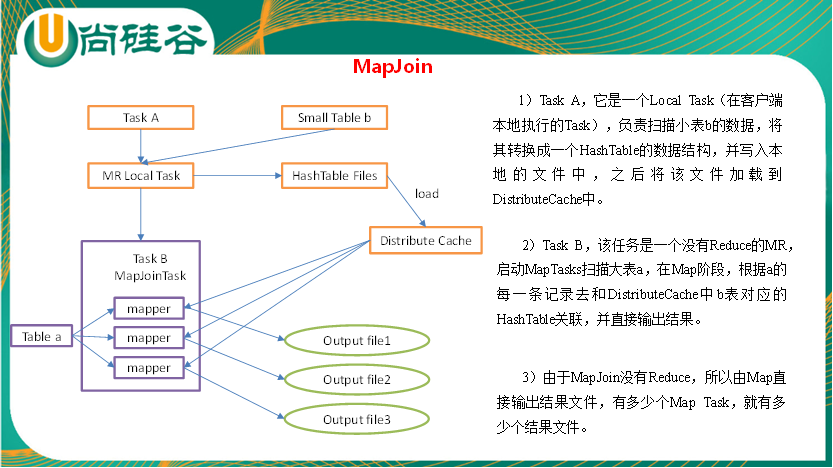 尚硅谷
MapJoin
Task A
Small Table b
MR Local Task
HashTable Files
load
Distribute Cache
Task B
MapJoinTask
mapper
mapper
mapper
Table a
Output file1
Output file2
Output file3
1）Task A，它是一个Local Task（在客户端
本地执行的Task），负责扫描小表b的数据，将
其转换成一个HashTable的数据结构，并写入本
地的文件中，之后将该文件加载到
DistributeCache中。
2）Task B，该任务是一个没有Reduce的MR，
启动MapTasks扫描大表a，在Map阶段，根据a的
每一条记录去和DistributeCache中b表对应的
HashTable关联，并直接输出结果。
3）由于MapJoin没有Reduce，所以由Map直
接输出结果文件，有多少个Map Task，就有多
少个结果文件。